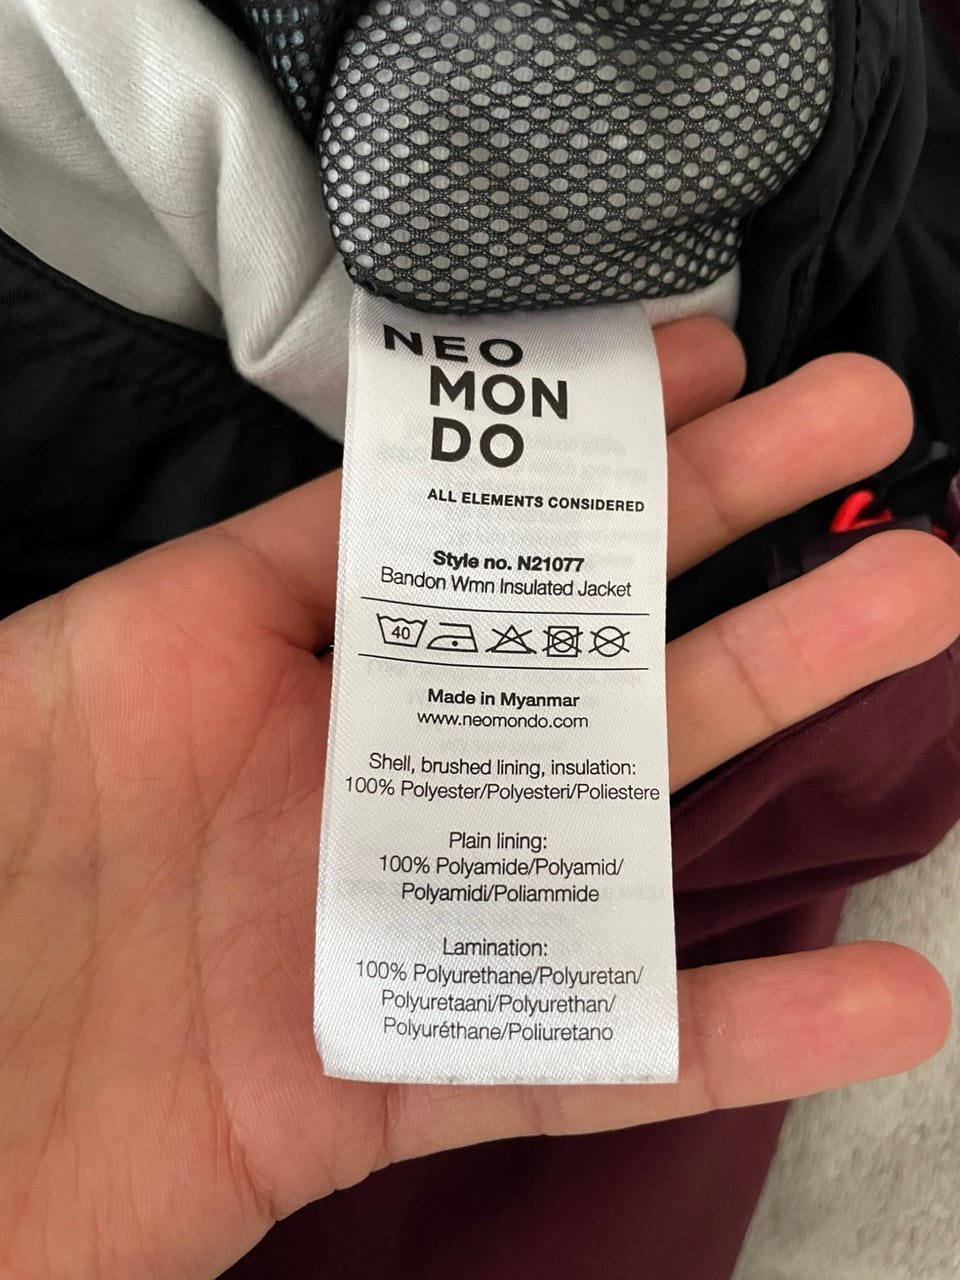 NEO
MON
DO
ALL ELEMENTS CONSIDERED
Style no. N21077
Bandon Wmn Insulated Jacket
40
Made in Myanmar
www.neomondo.com
Shell, brushed lining, insulation:
100% Polyester/Polyesteri/Poliestere
Plain lining:
100% Polyamide/Polyamid/
Polyamidi/Poliammide
Lamination:
100% Polyurethane/Polyuretan/
Polyuretaani/Polyurethan/
Polyuréthane/Poliuretano